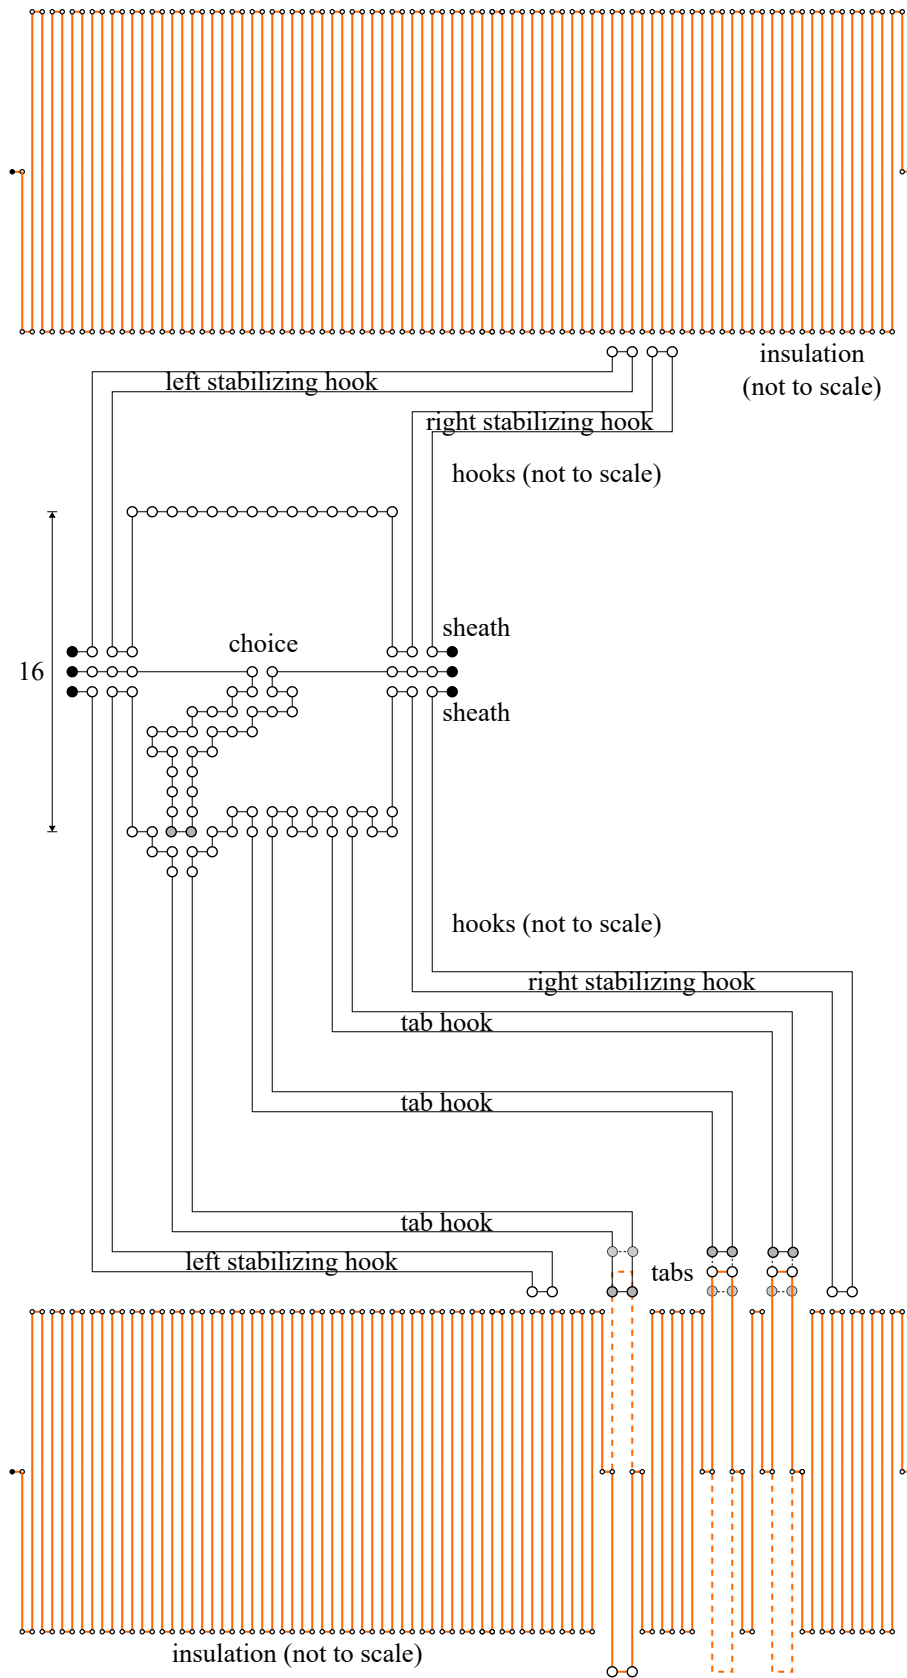 insulation
(not to scale)
left stabilizing hook
right stabilizing hook
hooks (not to scale)
sheath
choice
16
sheath
hooks (not to scale)
right stabilizing hook
tab hook
tab hook
tab hook
left stabilizing hook
tabs
insulation (not to scale)